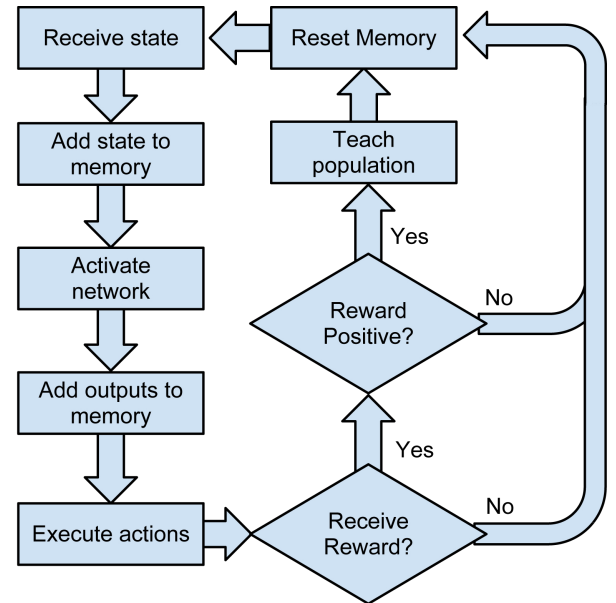 Receive state
Reset Memory
Add state to
memory
Teach
population
Yes
Activate
network
Reward
Positive?
No
Add outputs to
memory
Yes
Execute actions
Receive
Reward?
No